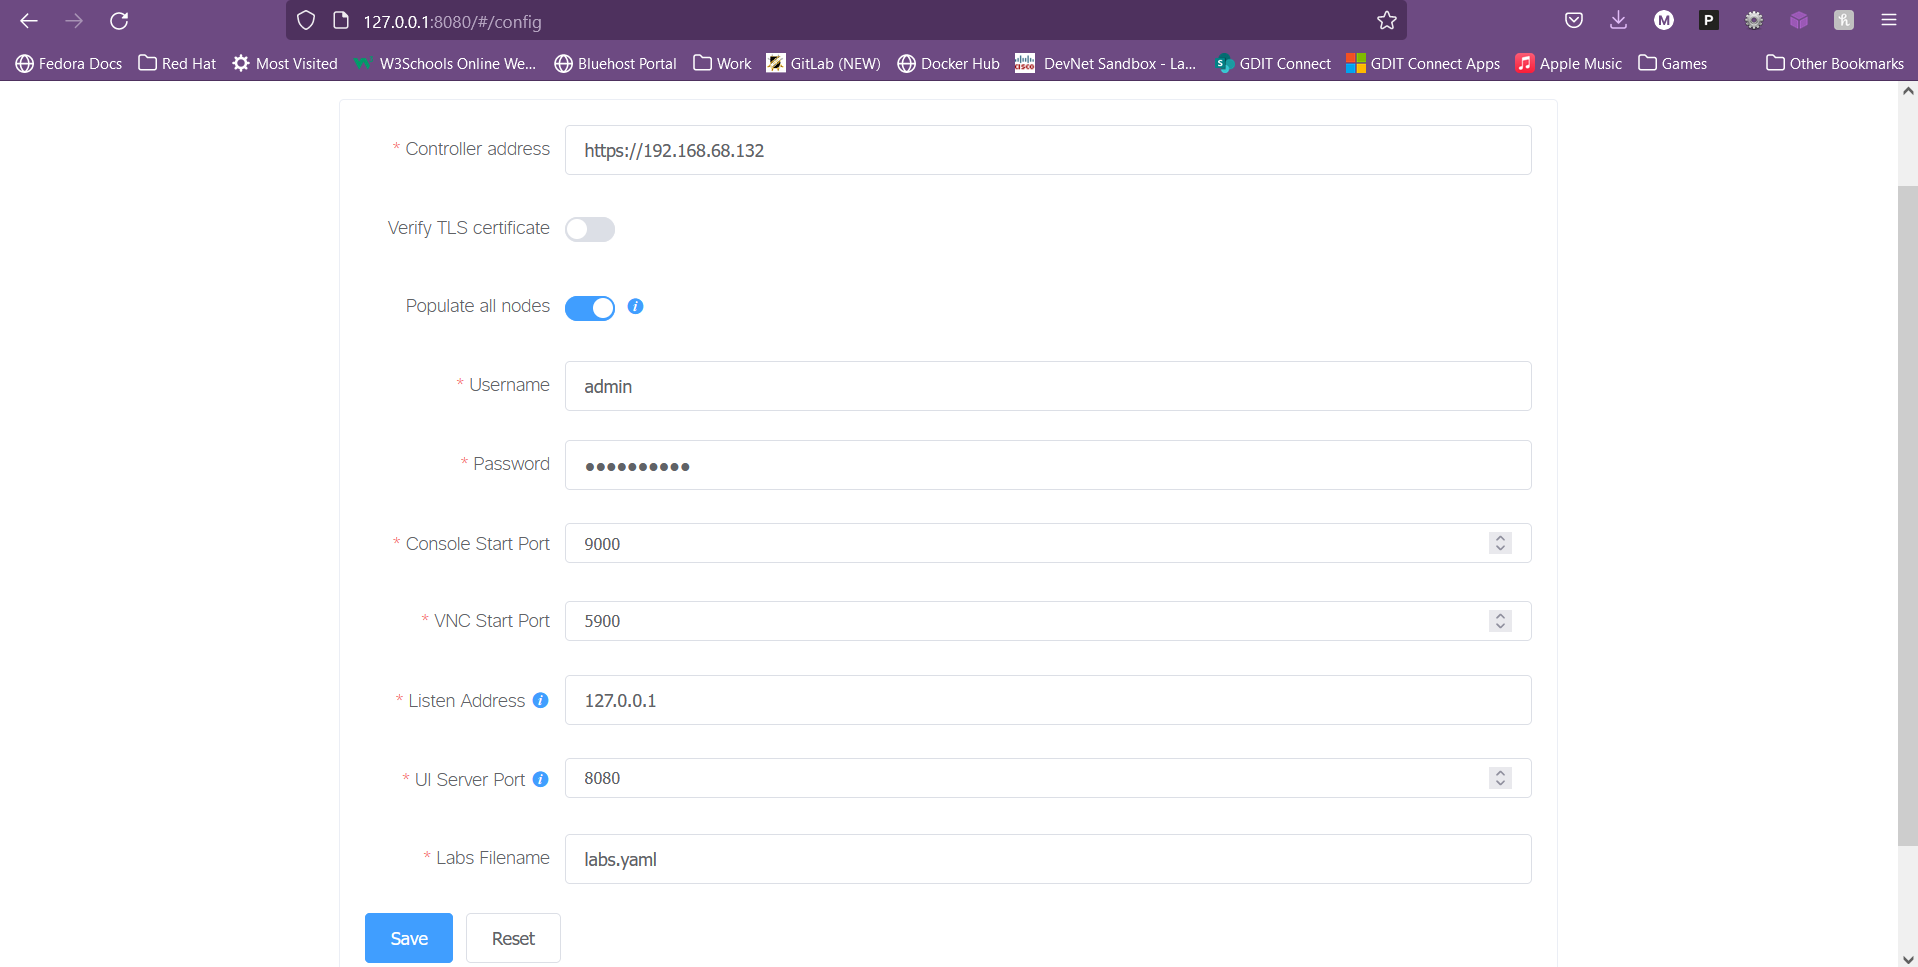 127.0.0.1:8080/#/config
M
P
Fedora Docs Red Hat Most Visited W3Schools Online We... Bluehost Portal Work GitLab (NEW) Docker Hub DevNet Sandbox - La... GDIT Connect GDIT Connect Apps Apple Music Games Other Bookmarks
* Controller address https://192.168.68.132
Verify TLS certificate
Populate all nodes
* Username admin
* Password ●●●●●●●●●●
* Console Start Port 9000
* VNC Start Port 5900
* Listen Address 127.0.0.1
* UI Server Port 8080
* Labs Filename labs.yaml
Save Reset